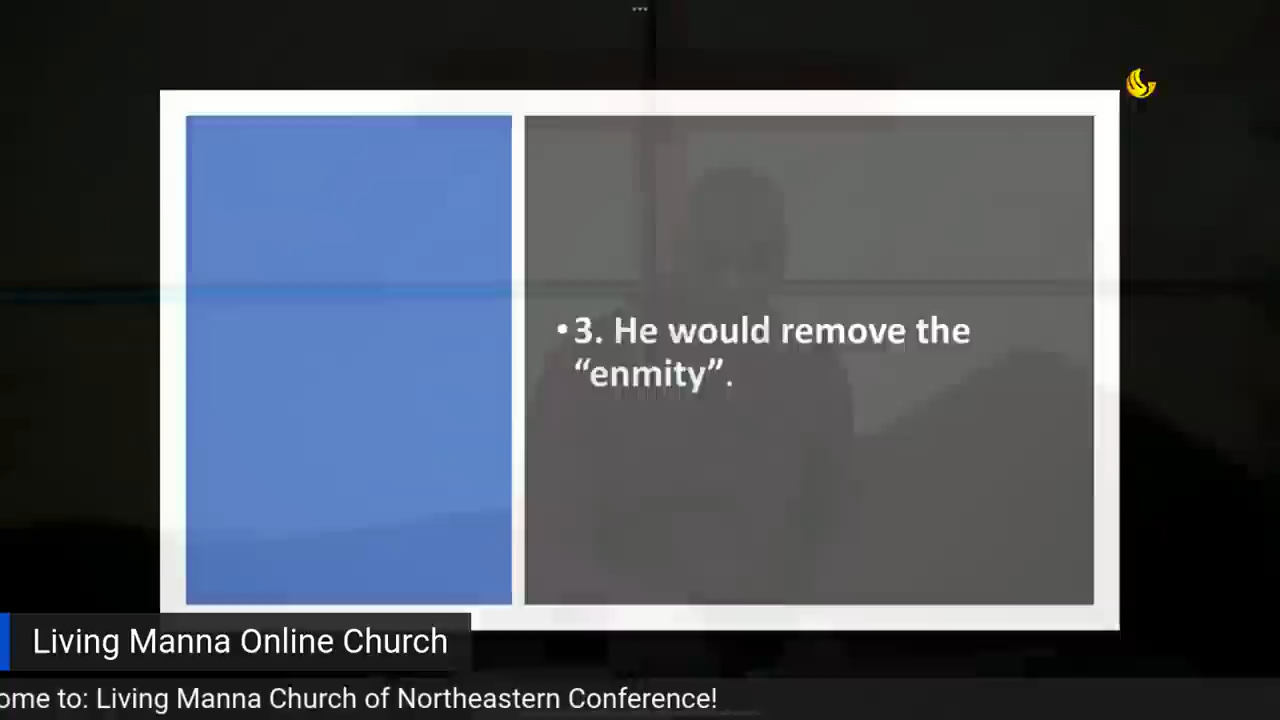 •3. He would remove the
“enmity”.
Living Manna Online Church
ome to: Living Manna Church of Northeastern Conference!